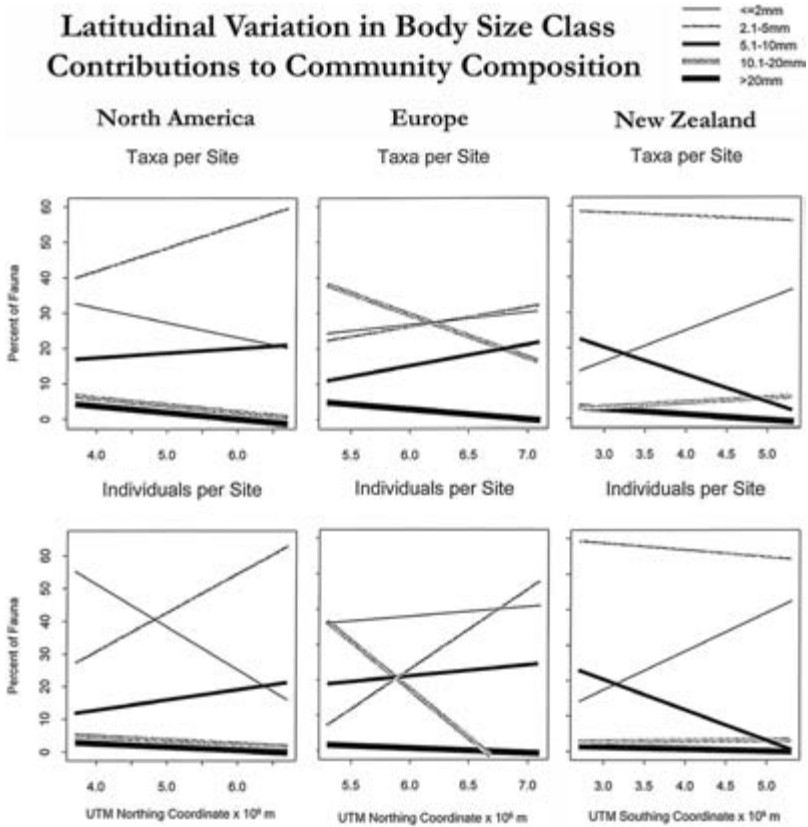 Latitudinal Variation in Body Size Class
Contributions to Community Composition
<=2mm
2.1-5mm
5.1-10mm
10.1-20mm
>20mm
North America
Europe
New Zealand
Taxa per Site
Taxa per Site
Taxa per Site
Percent of Fauna
60
50
40
30
20
10
0
4.0 4.5 5.0 5.5 6.0
5.5 6.0 6.5 7.0
3.0 3.5 4.0 4.5 5.0
Individuals per Site
Individuals per Site
Individuals per Site
Percent of Fauna
60
50
40
30
20
10
0
4.0 5.0 6.0
5.5 6.0 6.5 7.0
3.0 3.5 4.0 4.5 5.0
UTM Northing Coordinate x 10⁶ m
UTM Northing Coordinate x 10⁶ m
UTM Southing Coordinate x 10⁶ m